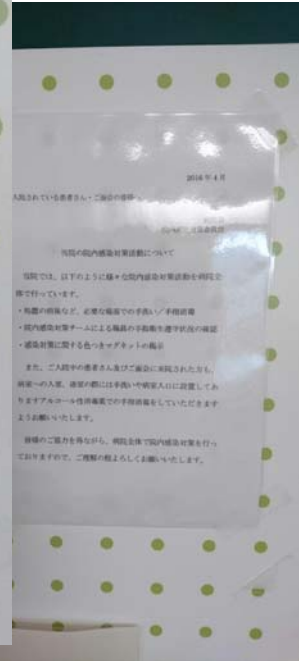 2016年4月
入院されている患者さん・ご面会の皆様
当院の院内感染対策活動について
当院では、以下のように様々な院内感染対策活動を病院全
体で行っています。
・処置の前後など、必要な場面での手洗い/手指消毒
・院内感染対策チームによる職員の手指衛生遵守状況の確認
・感染対策に関する色つきマグネットの掲示
また、ご入院中の患者さん及びご面会に来院された方も、
病室への入室、退室の際には手洗いや病室入口に設置してお
りますアルコール性消毒薬での手指消毒をしていただきます
ようお願いいたします。
皆様のご協力を得ながら、病院全体で院内感染対策を行っ
ておりますので、ご理解の程よろしくお願いいたします。